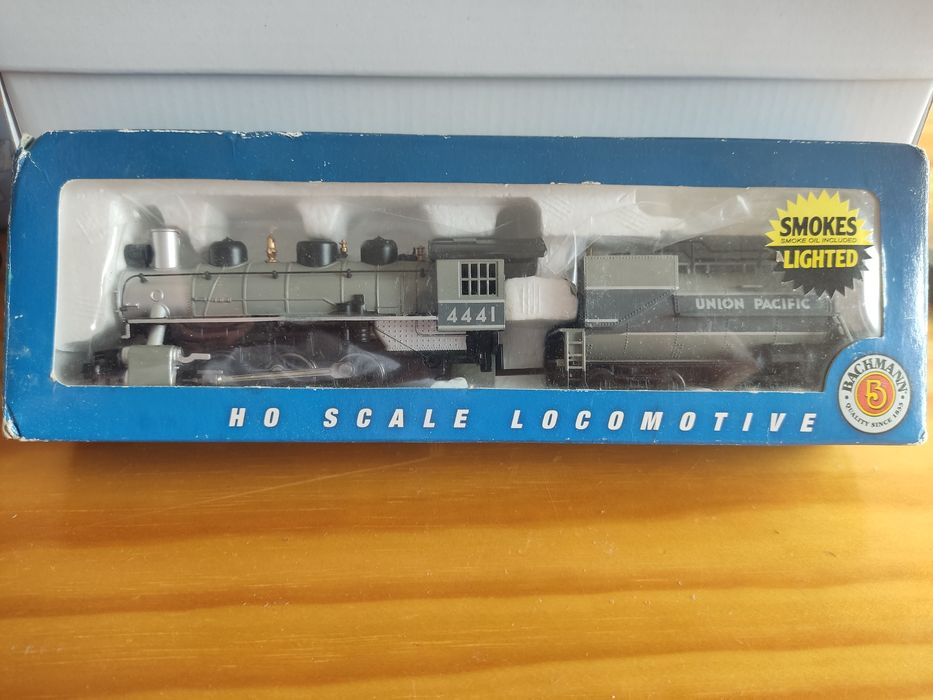 SMOKES
SMOKE OIL INCLUDED
LIGHTED
4441
UNION PACIFIC
BACHMANN
B
QUALITY SINCE 1833
HO SCALE LOCOMOTIVE